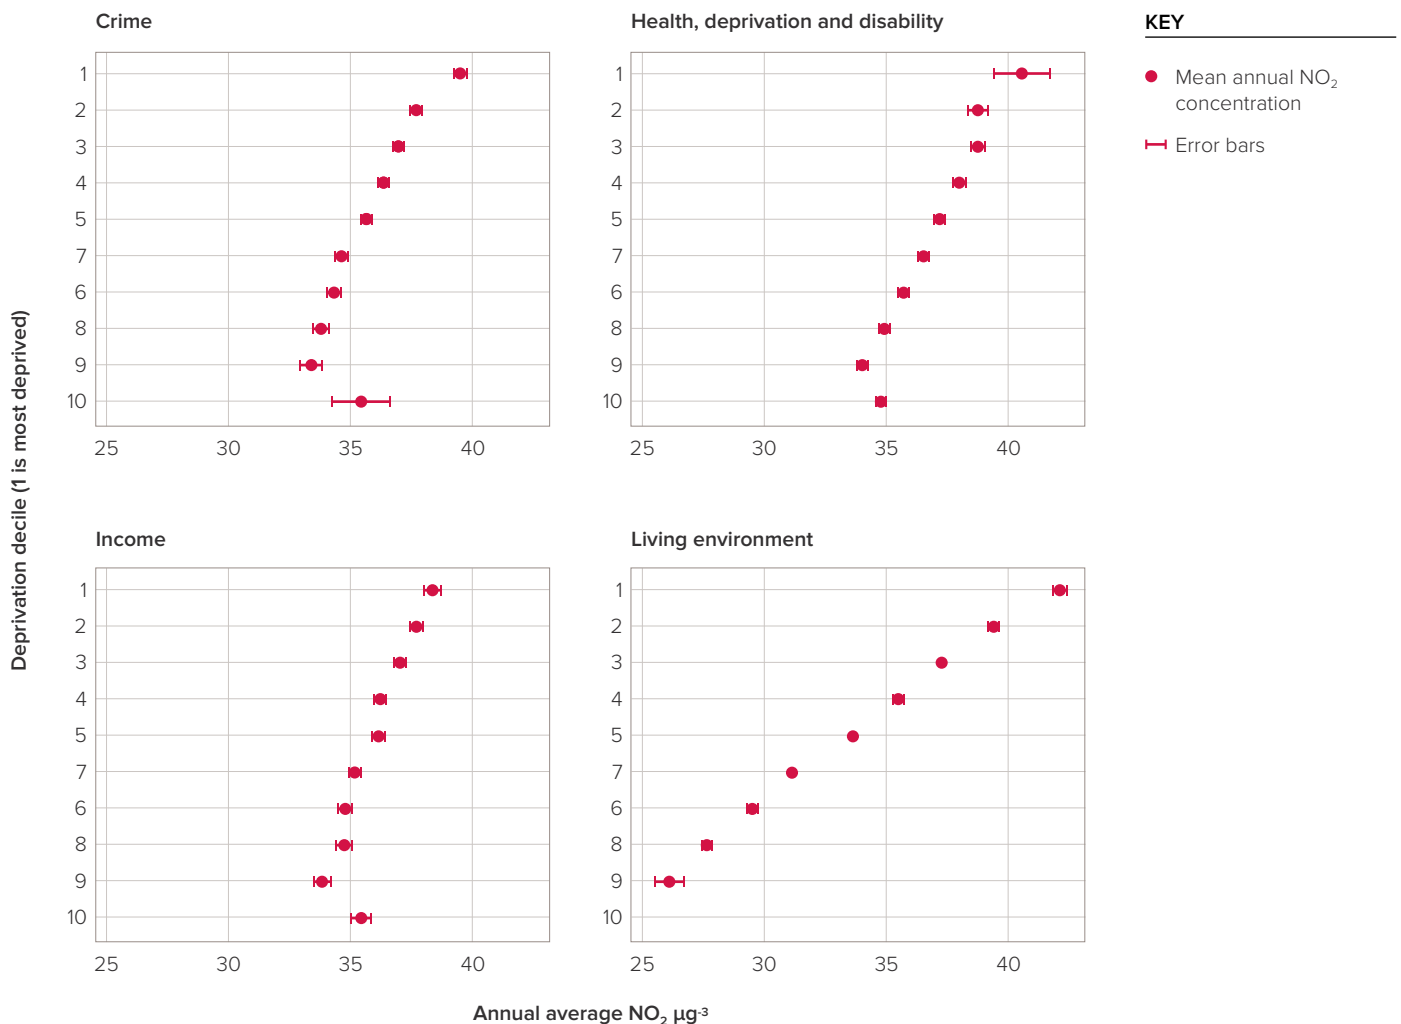 Crime
1
2
3
4
5
7
6
8
9
10
25 30 35 40
Health, deprivation and disability
1
2
3
4
5
7
6
8
9
10
25 30 35 40
KEY
Mean annual NO₂
concentration
Error bars
Deprivation decile (1 is most deprived)
Income
1
2
3
4
5
7
6
8
9
10
25 30 35 40
Living environment
1
2
3
4
5
7
6
8
9
10
25 30 35 40
Annual average NO₂ µg⁻³